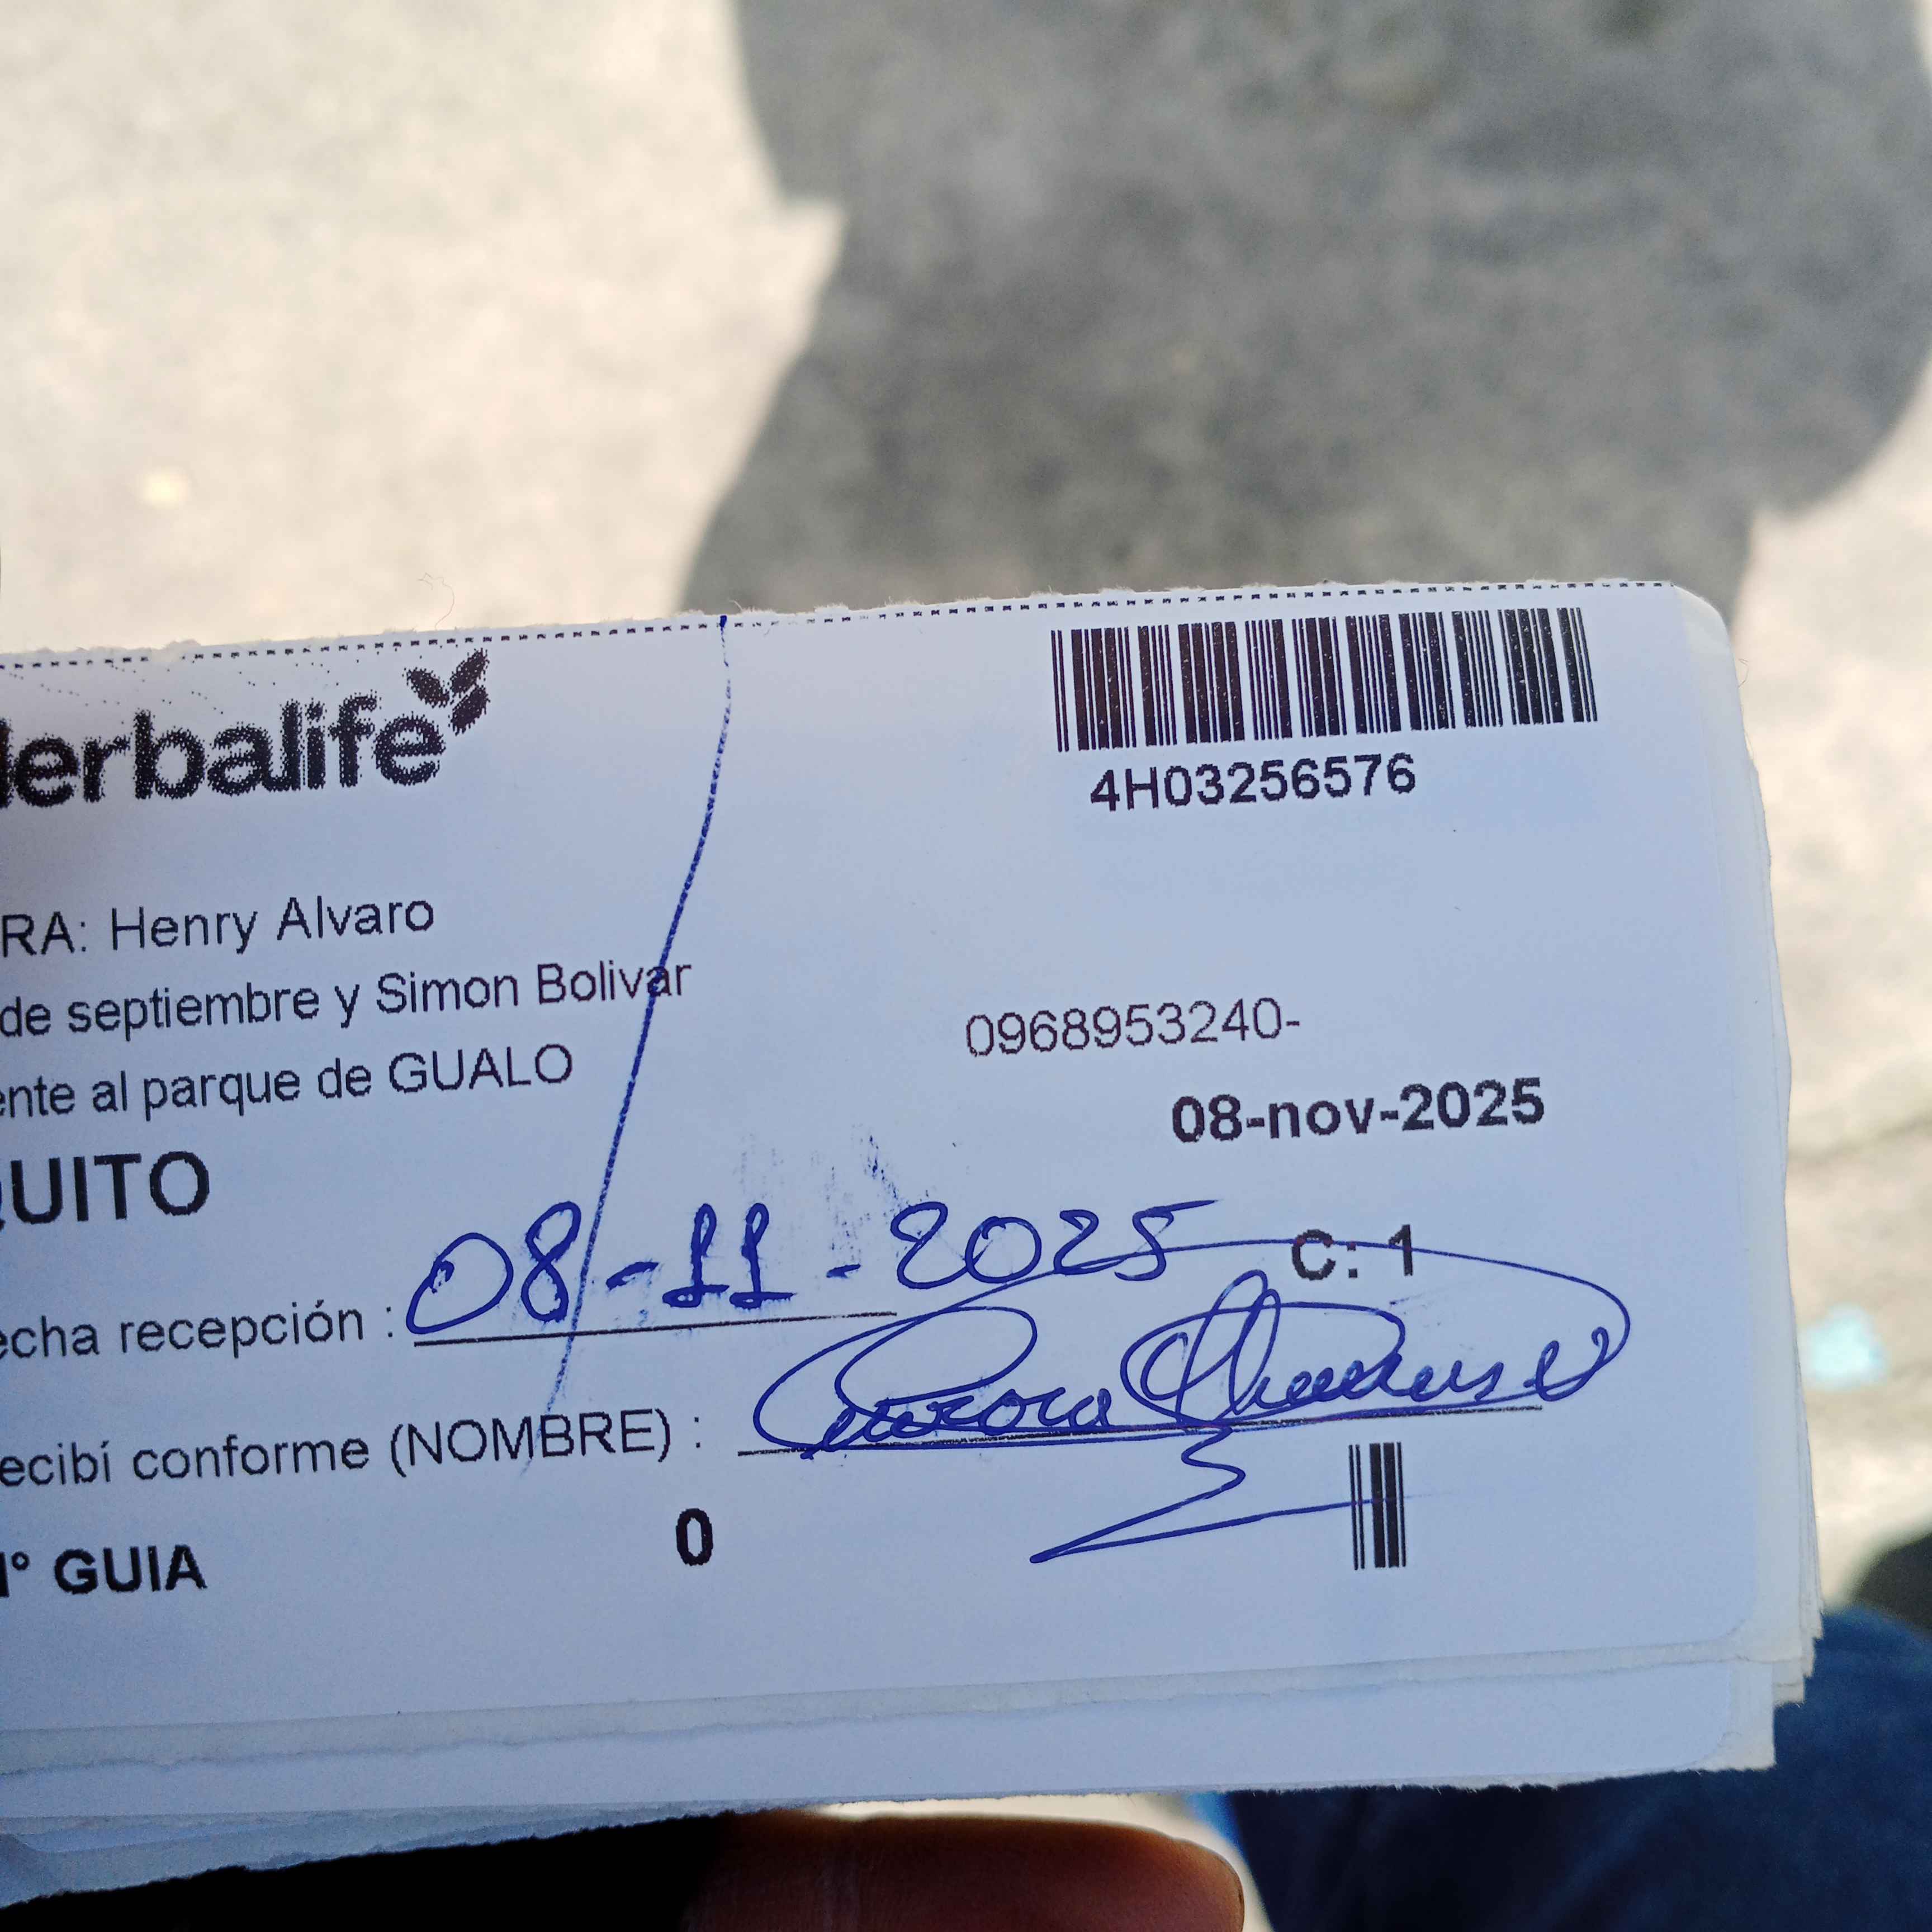 Herbalife
4H03256576
RA: Henry Alvaro
de septiembre y Simon Bolivar
0968953240-
ente al parque de GUALO
08-nov-2025
QUITO
C: 1
echa recepción : 08-11-2025
ecibí conforme (NOMBRE) :
N° GUIA 0